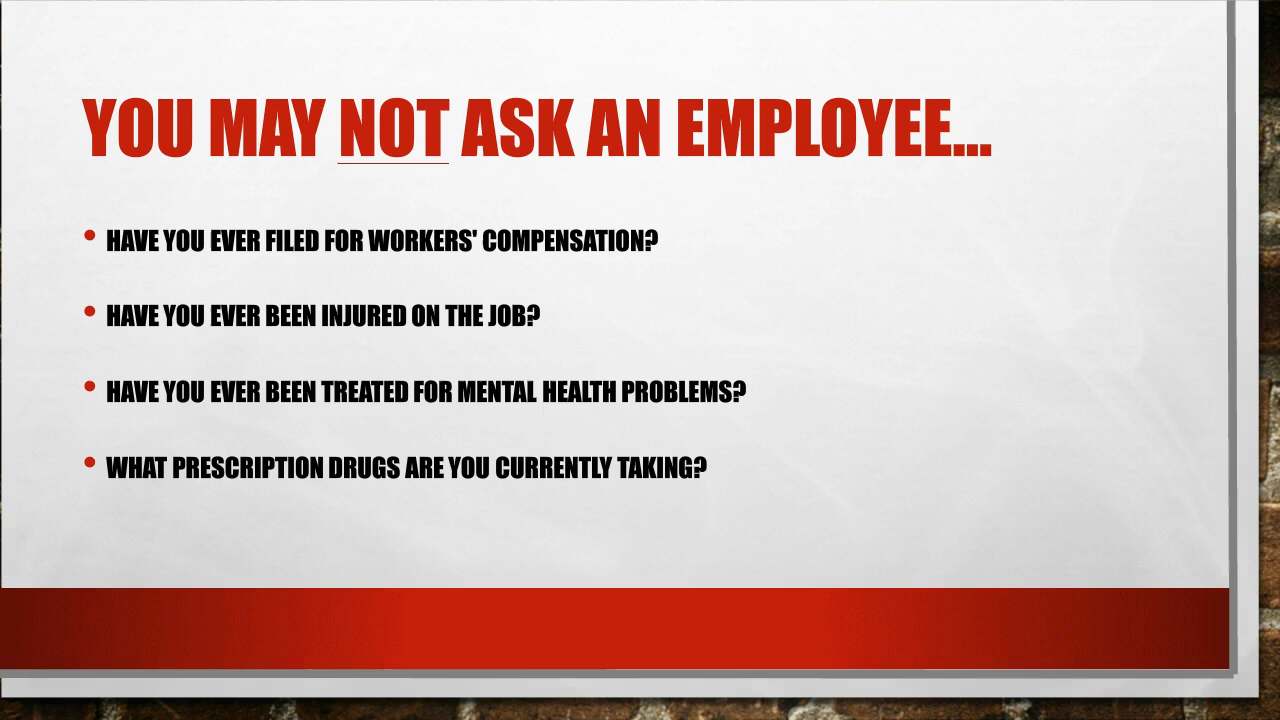 YOU MAY NOT ASK AN EMPLOYEE...
• HAVE YOU EVER FILED FOR WORKERS' COMPENSATION?
• HAVE YOU EVER BEEN INJURED ON THE JOB?
• HAVE YOU EVER BEEN TREATED FOR MENTAL HEALTH PROBLEMS?
• WHAT PRESCRIPTION DRUGS ARE YOU CURRENTLY TAKING?